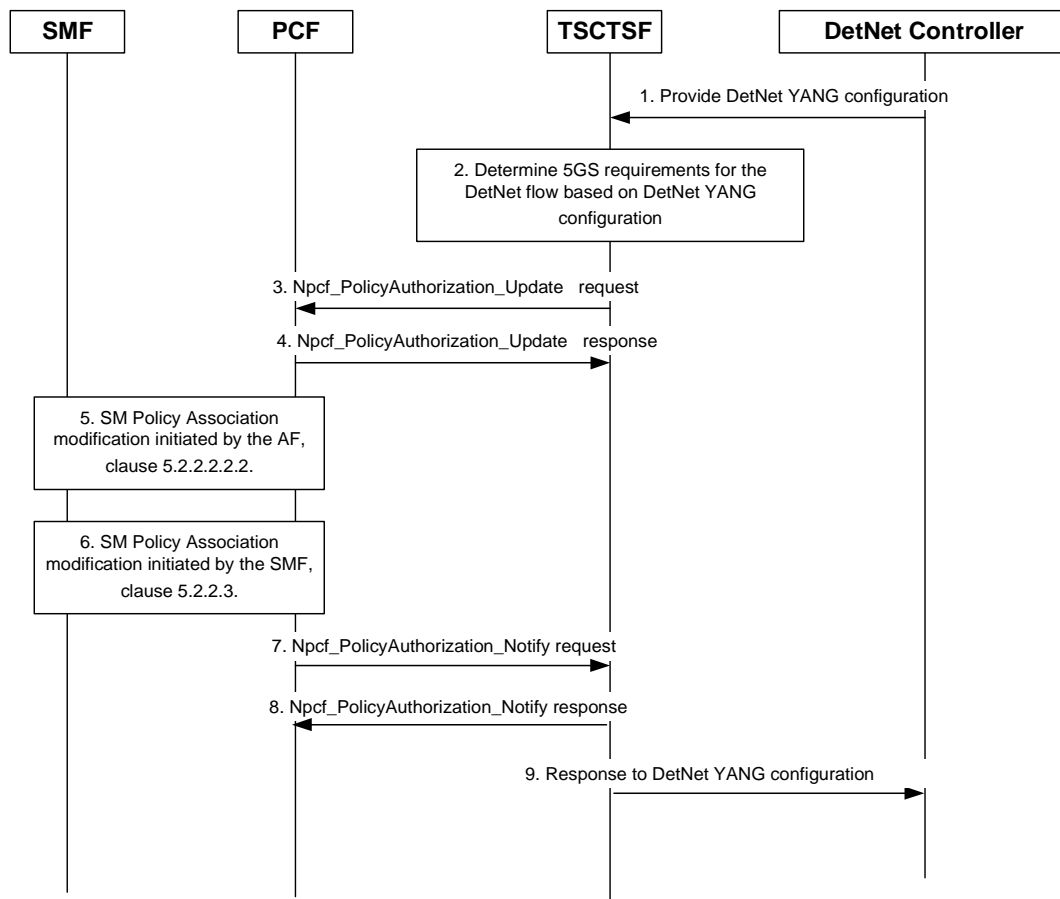 SMF
PCF
TSCTSF
DetNet Controller
1. Provide DetNet YANG configuration
2. Determine 5GS requirements for the
DetNet flow based on DetNet YANG
configuration
3. Npcf_PolicyAuthorization_Update request
4. Npcf_PolicyAuthorization_Update response
5. SM Policy Association
modification initiated by the AF,
clause 5.2.2.2.2.2.
6. SM Policy Association
modification initiated by the SMF,
clause 5.2.2.3.
7. Npcf_PolicyAuthorization_Notify request
8. Npcf_PolicyAuthorization_Notify response
9. Response to DetNet YANG configuration